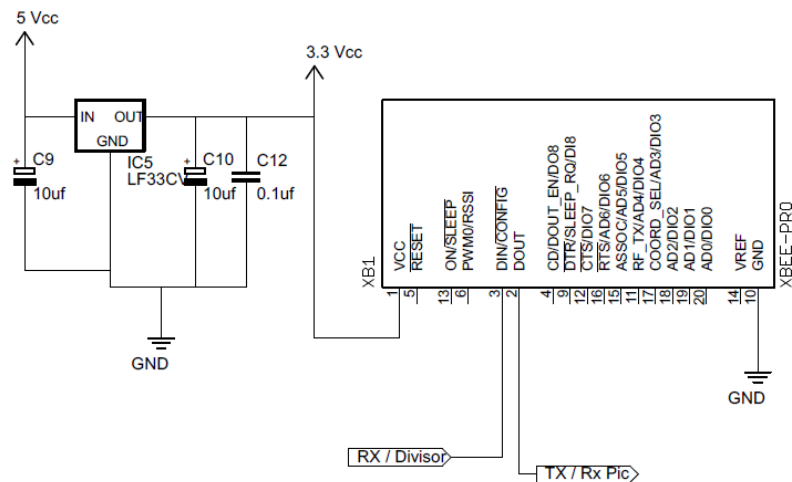 5 Vcc
3.3 Vcc
IN OUT
GND
IC5
LF33CV
+
C9
10uf
+
C10
10uf
C12
0.1uf
GND
XB1
XBEE-PRO
VCC
RESET
ON/SLEEP
PWM0/RSSI
DIN/CONFIG
DOUT
CD/DOUT_EN/DO8
DTR/SLEEP_RQ/DI8
CTS/DIO7
RTS/AD6/DIO6
ASSOC/AD5/DIO5
RF_TX/AD4/DIO4
COORD_SEL/AD3/DIO3
AD2/DIO2
AD1/DIO1
AD0/DIO0
VREF
GND
1
5
13
6
3
2
4
9
12
16
15
11
17
18
19
20
14
10
GND
RX / Divisor
TX / Rx Pic